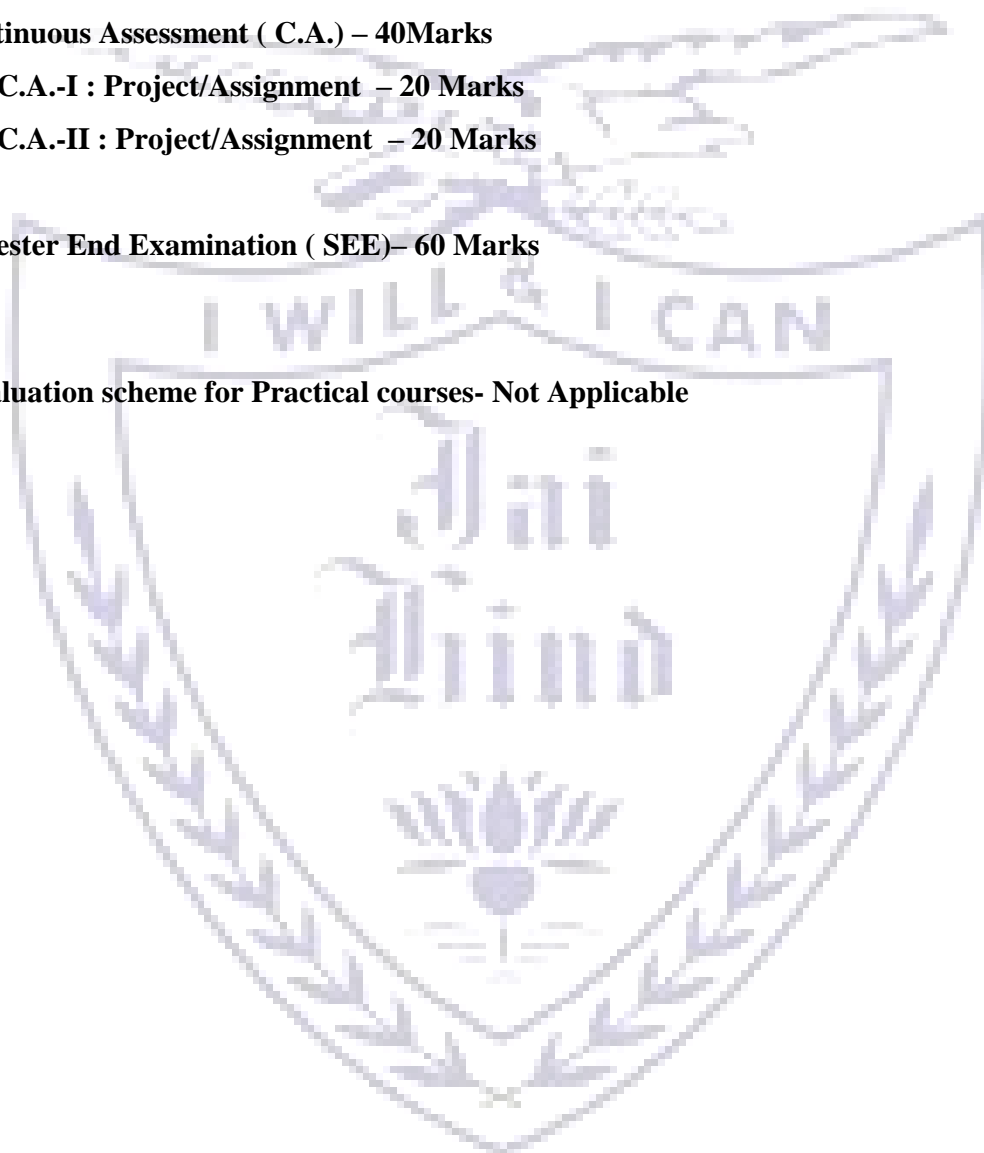 tinuous Assessment ( C.A.) – 40Marks
C.A.-I : Project/Assignment – 20 Marks
C.A.-II : Project/Assignment – 20 Marks
ester End Examination ( SEE)– 60 Marks
I WILL & I CAN
luation scheme for Practical courses- Not Applicable
Jai
Hind